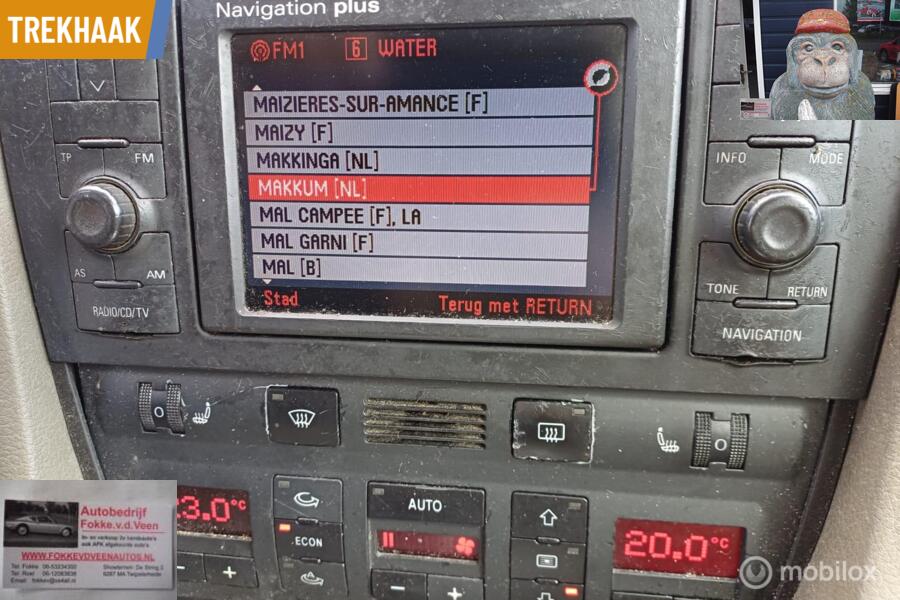 TREKHAAK
Navigation plus
FM1 6 WATER
MAIZIERES-SUR-AMANCE [F]
MAIZY [F]
MAKKINGA [NL]
MAKKUM [NL]
MAL CAMPEE [F], LA
MAL GARNI [F]
MAL [B]
Stad
Terug met RETURN
TP FM
AS AM
RADIO/CD/TV
INFO MODE
TONE RETURN
NAVIGATION
O
O
AUTO
ECON
3.0°C
20.0°C
- +
- +
Autobedrijf
Fokke.v.d.Veen
WWW.FOKKEVDVEENAUTOS.NL
mobilox